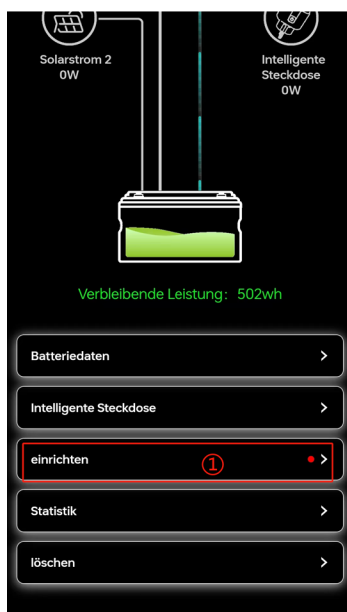 Solarstrom 2
0W
Intelligente
Steckdose
0W
Verbleibende Leistung: 502wh
Batteriedaten
Intelligente Steckdose
einrichten
①
Statistik
löschen